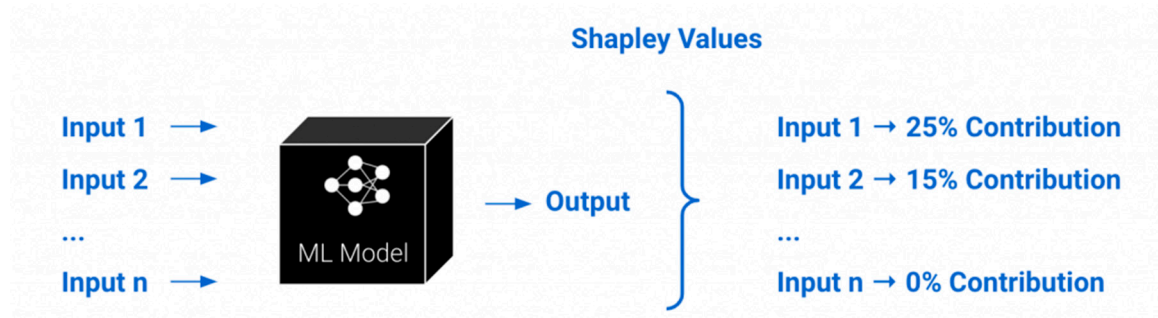 Shapley Values
Input 1 →
Input 2 →
...
Input n →
ML Model
→ Output
Input 1 → 25% Contribution
Input 2 → 15% Contribution
...
Input n → 0% Contribution